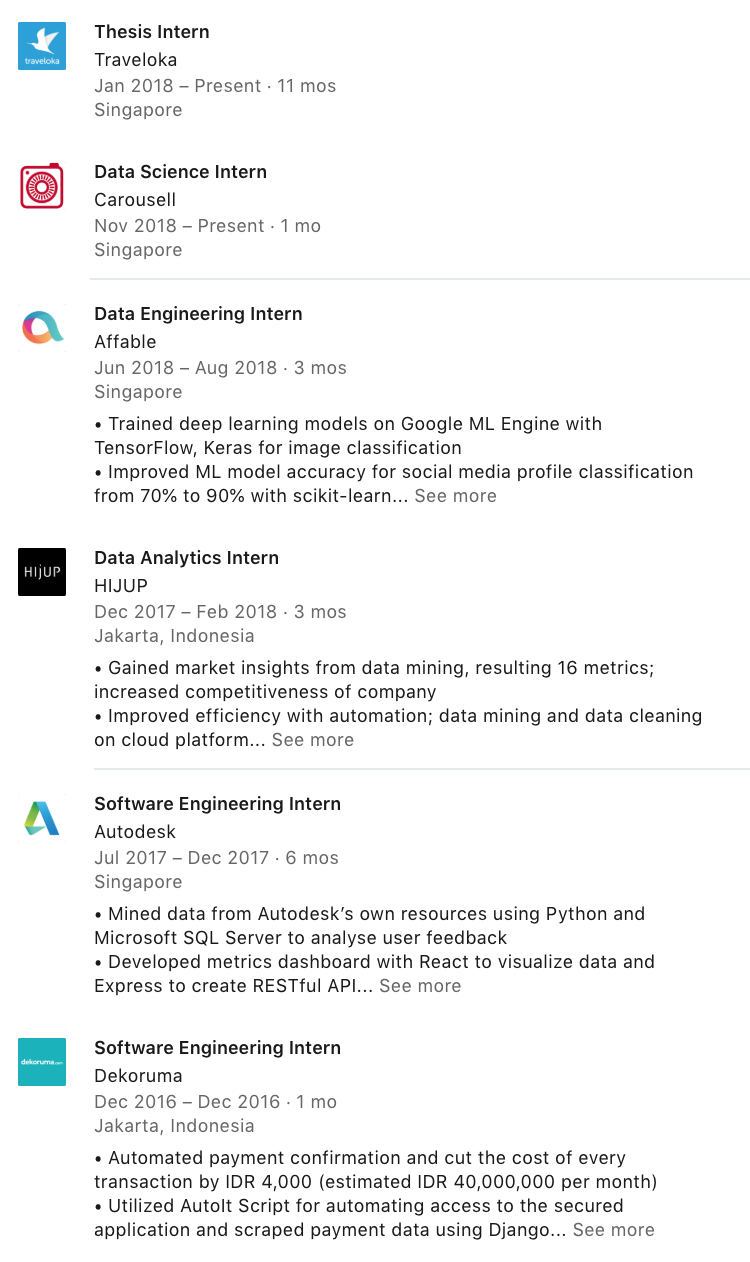 traveloka
Thesis Intern
Traveloka
Jan 2018 – Present · 11 mos
Singapore
Data Science Intern
Carousell
Nov 2018 – Present · 1 mo
Singapore
Data Engineering Intern
Affable
Jun 2018 – Aug 2018 · 3 mos
Singapore
• Trained deep learning models on Google ML Engine with
TensorFlow, Keras for image classification
• Improved ML model accuracy for social media profile classification
from 70% to 90% with scikit-learn... See more
HIjUP
Data Analytics Intern
HIJUP
Dec 2017 – Feb 2018 · 3 mos
Jakarta, Indonesia
• Gained market insights from data mining, resulting 16 metrics;
increased competitiveness of company
• Improved efficiency with automation; data mining and data cleaning
on cloud platform... See more
Software Engineering Intern
Autodesk
Jul 2017 – Dec 2017 · 6 mos
Singapore
• Mined data from Autodesk’s own resources using Python and
Microsoft SQL Server to analyse user feedback
• Developed metrics dashboard with React to visualize data and
Express to create RESTful API... See more
dekoruma.com
Software Engineering Intern
Dekoruma
Dec 2016 – Dec 2016 · 1 mo
Jakarta, Indonesia
• Automated payment confirmation and cut the cost of every
transaction by IDR 4,000 (estimated IDR 40,000,000 per month)
• Utilized AutoIt Script for automating access to the secured
application and scraped payment data using Django... See more